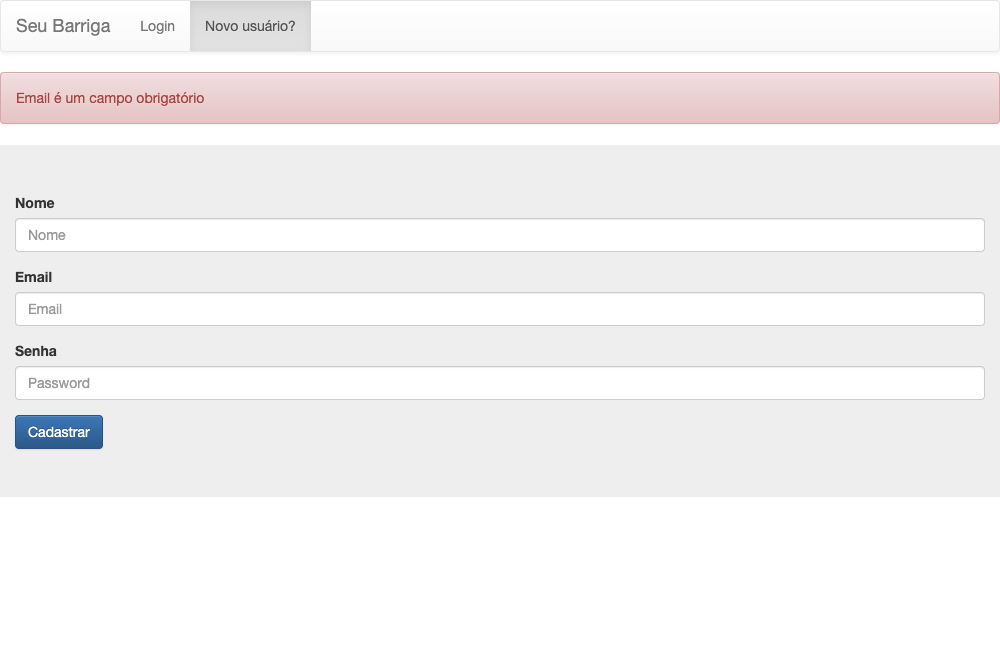 Seu Barriga Login Novo usuário?
Email é um campo obrigatório
Nome
Nome
Email
Email
Senha
Password
Cadastrar